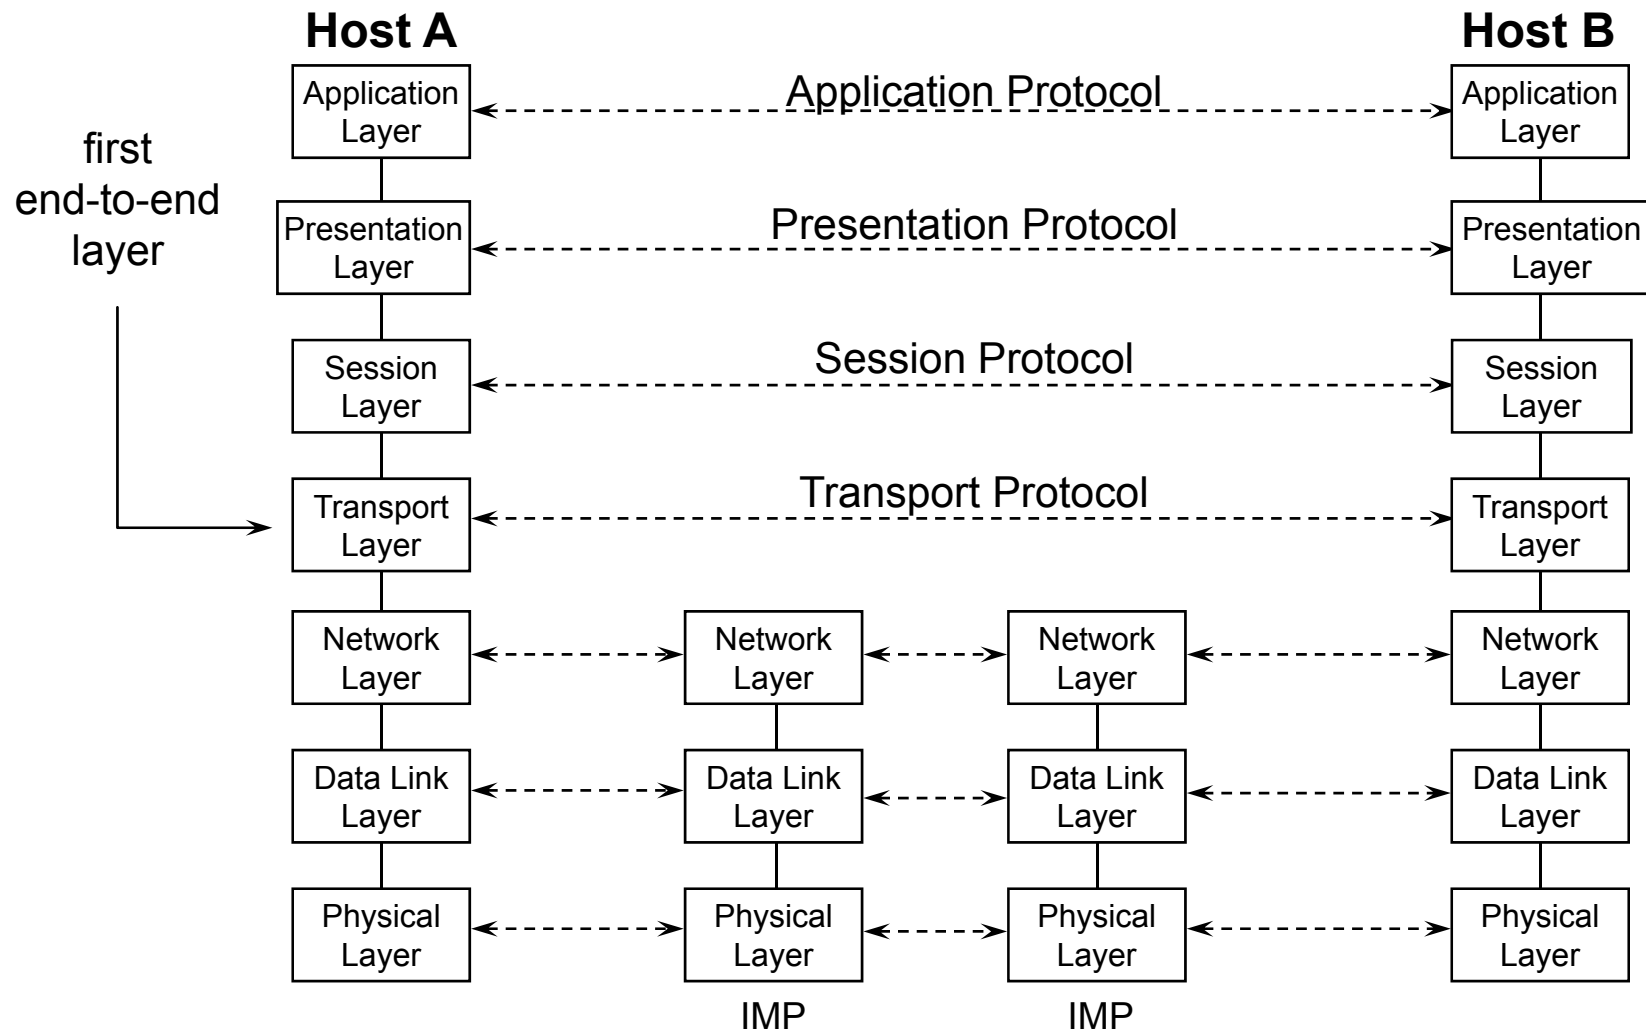 Host A
Host B
Application
Layer
Application Protocol
Application
Layer
first
end-to-end
layer
Presentation
Layer
Presentation Protocol
Presentation
Layer
Session
Layer
Session Protocol
Session
Layer
Transport
Layer
Transport Protocol
Transport
Layer
Network
Layer
Network
Layer
Network
Layer
Network
Layer
Data Link
Layer
Data Link
Layer
Data Link
Layer
Data Link
Layer
Physical
Layer
Physical
Layer
Physical
Layer
Physical
Layer
IMP
IMP